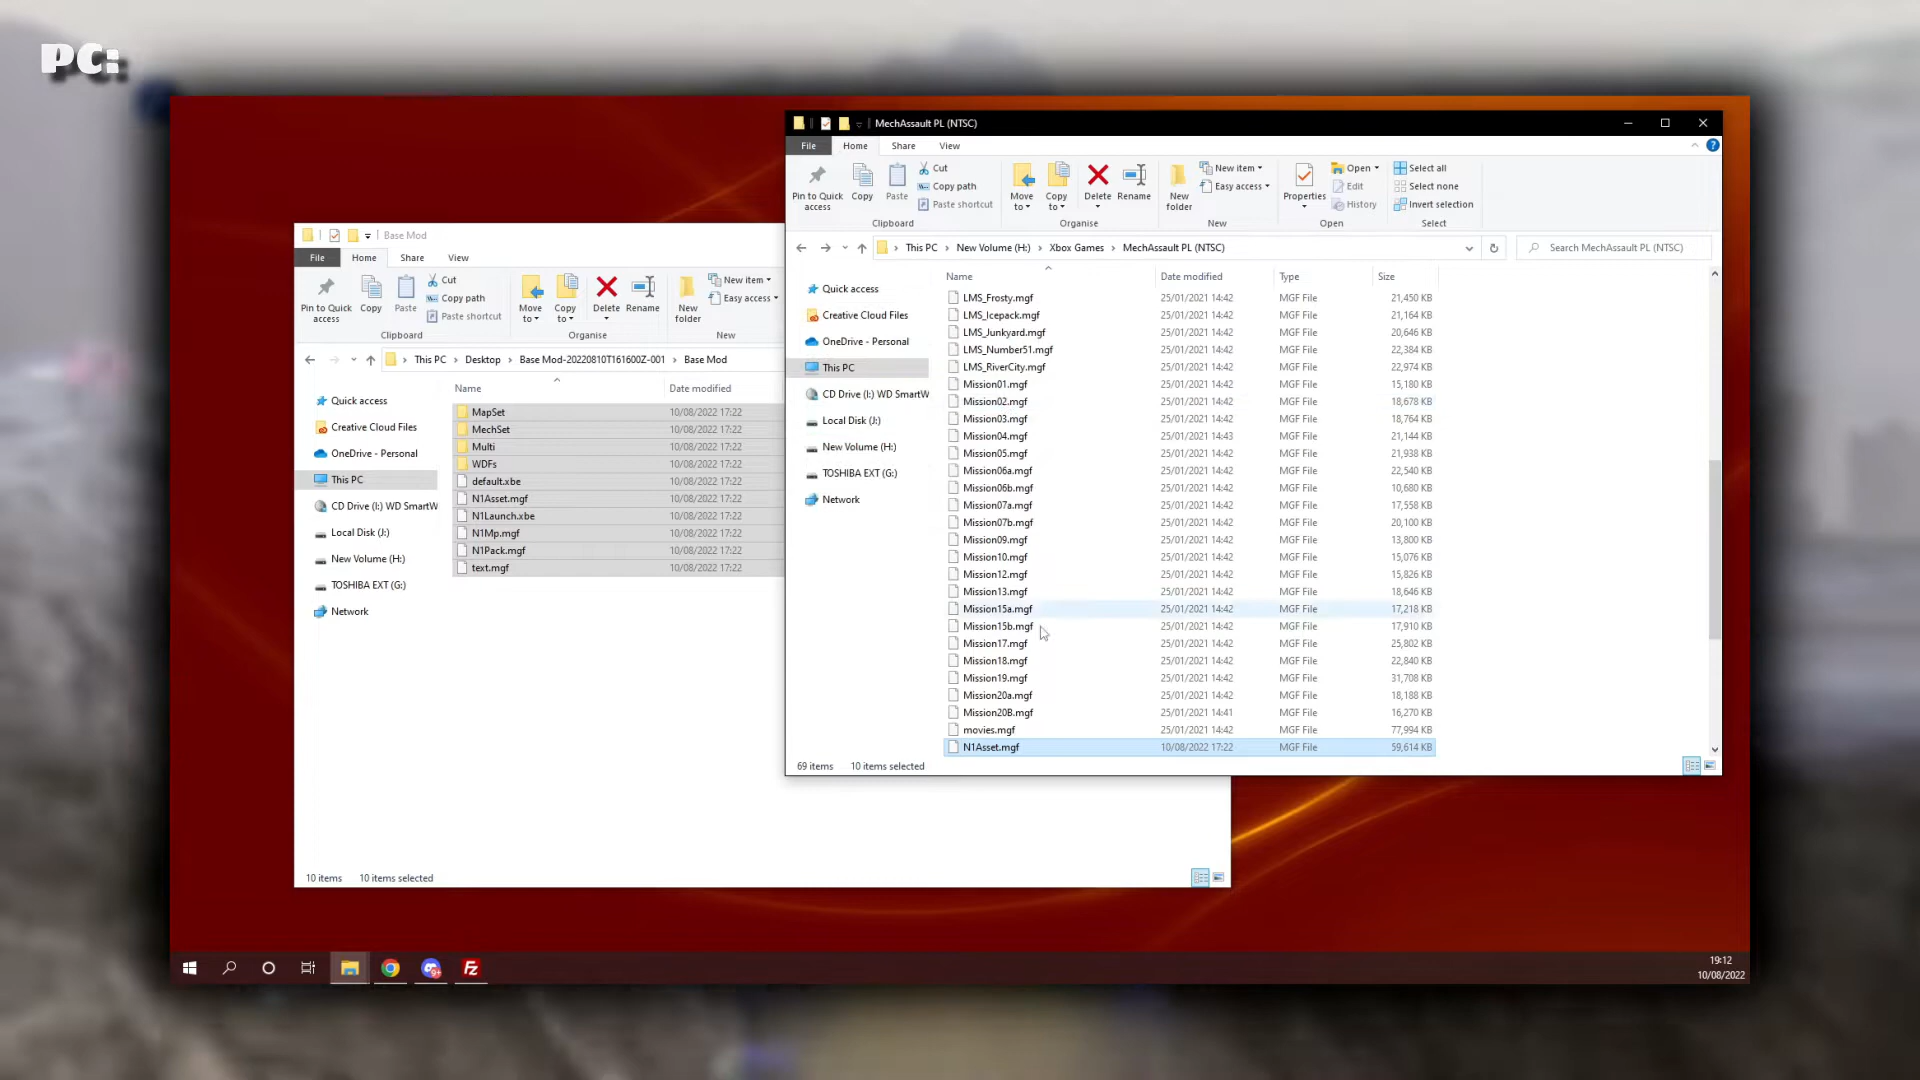 PC:
MechAssault PL (NTSC)
File Home Share View
Pin to Quick access
Copy
Paste
Cut
Copy path
Paste shortcut
Clipboard
Move to
Copy to
Delete
Rename
Organise
New folder
New item
Easy access
New
Properties
Open
Edit
History
Open
Select all
Select none
Invert selection
Select
This PC New Volume (H:) Xbox Games MechAssault PL (NTSC)
Search MechAssault PL (NTSC)
Quick access
Creative Cloud Files
OneDrive - Personal
This PC
CD Drive (I:) WD SmartW
Local Disk (J:)
New Volume (H:)
TOSHIBA EXT (G:)
Network
Name Date modified Type Size
LMS_Frosty.mgf 25/01/2021 14:42 MGF File 21,450 KB
LMS_Icepack.mgf 25/01/2021 14:42 MGF File 21,164 KB
LMS_Junkyard.mgf 25/01/2021 14:42 MGF File 20,646 KB
LMS_Number51.mgf 25/01/2021 14:42 MGF File 22,384 KB
LMS_RiverCity.mgf 25/01/2021 14:42 MGF File 22,974 KB
Mission01.mgf 25/01/2021 14:42 MGF File 15,180 KB
Mission02.mgf 25/01/2021 14:42 MGF File 18,678 KB
Mission03.mgf 25/01/2021 14:42 MGF File 18,764 KB
Mission04.mgf 25/01/2021 14:43 MGF File 21,144 KB
Mission05.mgf 25/01/2021 14:42 MGF File 21,938 KB
Mission06a.mgf 25/01/2021 14:42 MGF File 22,540 KB
Mission06b.mgf 25/01/2021 14:42 MGF File 10,680 KB
Mission07a.mgf 25/01/2021 14:42 MGF File 17,558 KB
Mission07b.mgf 25/01/2021 14:42 MGF File 20,100 KB
Mission09.mgf 25/01/2021 14:42 MGF File 13,800 KB
Mission10.mgf 25/01/2021 14:42 MGF File 15,076 KB
Mission12.mgf 25/01/2021 14:42 MGF File 15,826 KB
Mission13.mgf 25/01/2021 14:42 MGF File 18,646 KB
Mission15a.mgf 25/01/2021 14:42 MGF File 17,218 KB
Mission15b.mgf 25/01/2021 14:42 MGF File 17,910 KB
Mission17.mgf 25/01/2021 14:42 MGF File 25,802 KB
Mission18.mgf 25/01/2021 14:42 MGF File 22,840 KB
Mission19.mgf 25/01/2021 14:42 MGF File 31,708 KB
Mission20a.mgf 25/01/2021 14:42 MGF File 18,188 KB
Mission20B.mgf 25/01/2021 14:41 MGF File 16,270 KB
movies.mgf 25/01/2021 14:42 MGF File 77,994 KB
N1Asset.mgf 10/08/2022 17:22 MGF File 59,614 KB
69 items 10 items selected
Base Mod
File Home Share View
Pin to Quick access
Copy
Paste
Cut
Copy path
Paste shortcut
Clipboard
Move to
Copy to
Delete
Rename
Organise
New folder
New item
Easy access
New
This PC Desktop Base Mod-20220810T161600Z-001 Base Mod
Quick access
Creative Cloud Files
OneDrive - Personal
This PC
CD Drive (I:) WD SmartW
Local Disk (J:)
New Volume (H:)
TOSHIBA EXT (G:)
Network
Name Date modified
MapSet 10/08/2022 17:22
MechSet 10/08/2022 17:22
Multi 10/08/2022 17:22
WDFs 10/08/2022 17:22
default.xbe 10/08/2022 17:22
N1Asset.mgf 10/08/2022 17:22
N1Launch.xbe 10/08/2022 17:22
N1Mp.mgf 10/08/2022 17:22
N1Pack.mgf 10/08/2022 17:22
text.mgf 10/08/2022 17:22
10 items 10 items selected
9+
Fz
19:12
10/08/2022